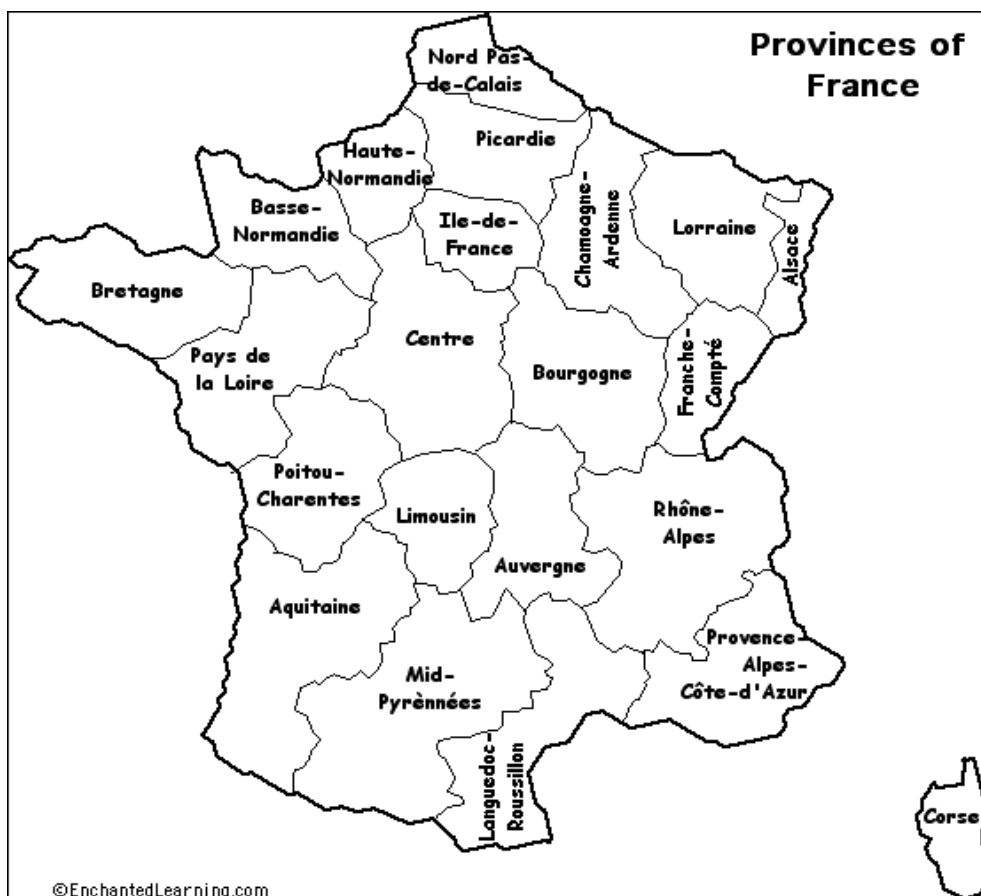 Provinces of
France
Nord Pas-
de-Calais
Picardie
Haute-
Normandie
Basse-
Normandie
Ile-de-
France
Chamoagne-
Ardenne
Lorraine
Alsace
Bretagne
Pays de
la Loire
Centre
Bourgogne
Franche-
Compté
Poitou-
Charentes
Limousin
Auvergne
Rhône-
Alpes
Aquitaine
Mid-
Pyrènnées
Provence-
Alpes-
Côte-d'Azur
Languedoc-
Roussillon
Corse
©EnchantedLearning.com